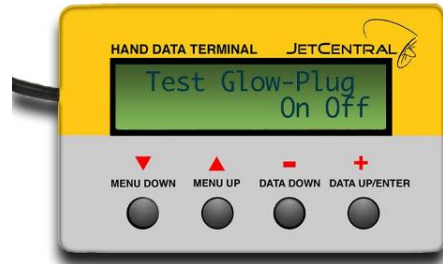 HAND DATA TERMINAL JETCENTRAL
Test Glow-Plug
On Off
MENU DOWN MENU UP DATA DOWN DATA UP/ENTER